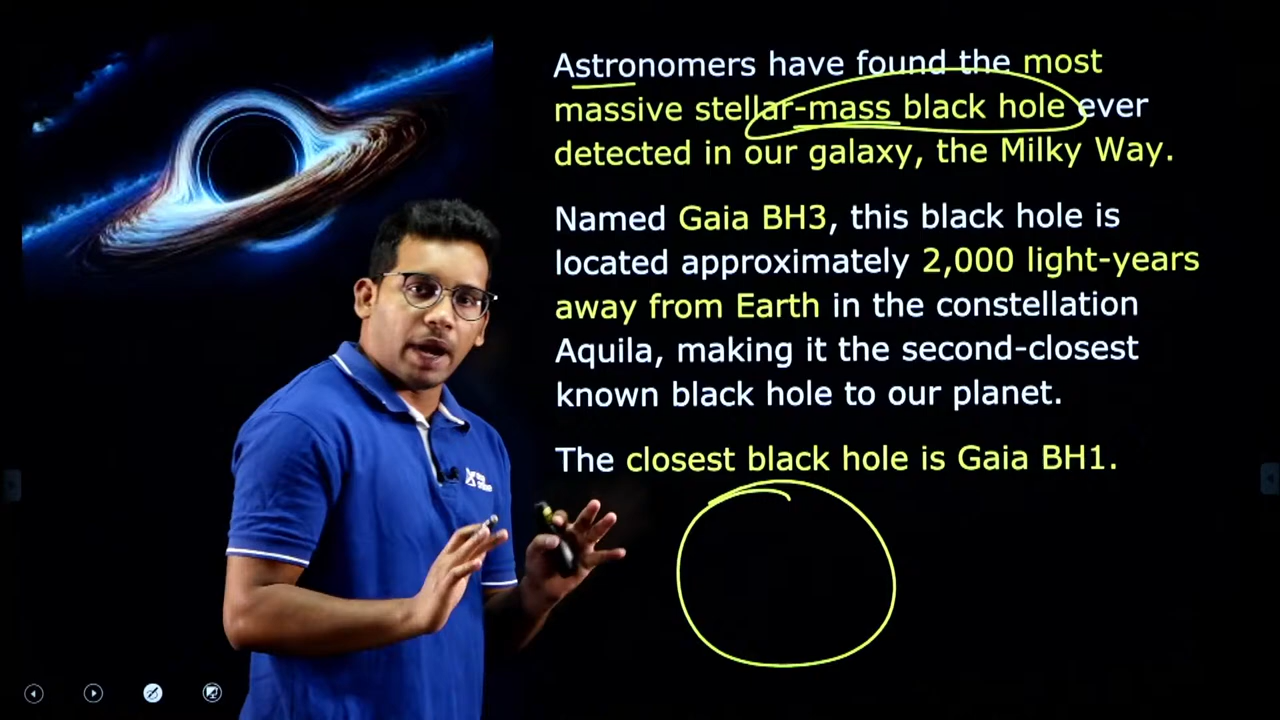 Astronomers have found the most
massive stellar-mass black hole ever
detected in our galaxy, the Milky Way.
Named Gaia BH3, this black hole is
located approximately 2,000 light-years
away from Earth in the constellation
Aquila, making it the second-closest
known black hole to our planet.
The closest black hole is Gaia BH1.